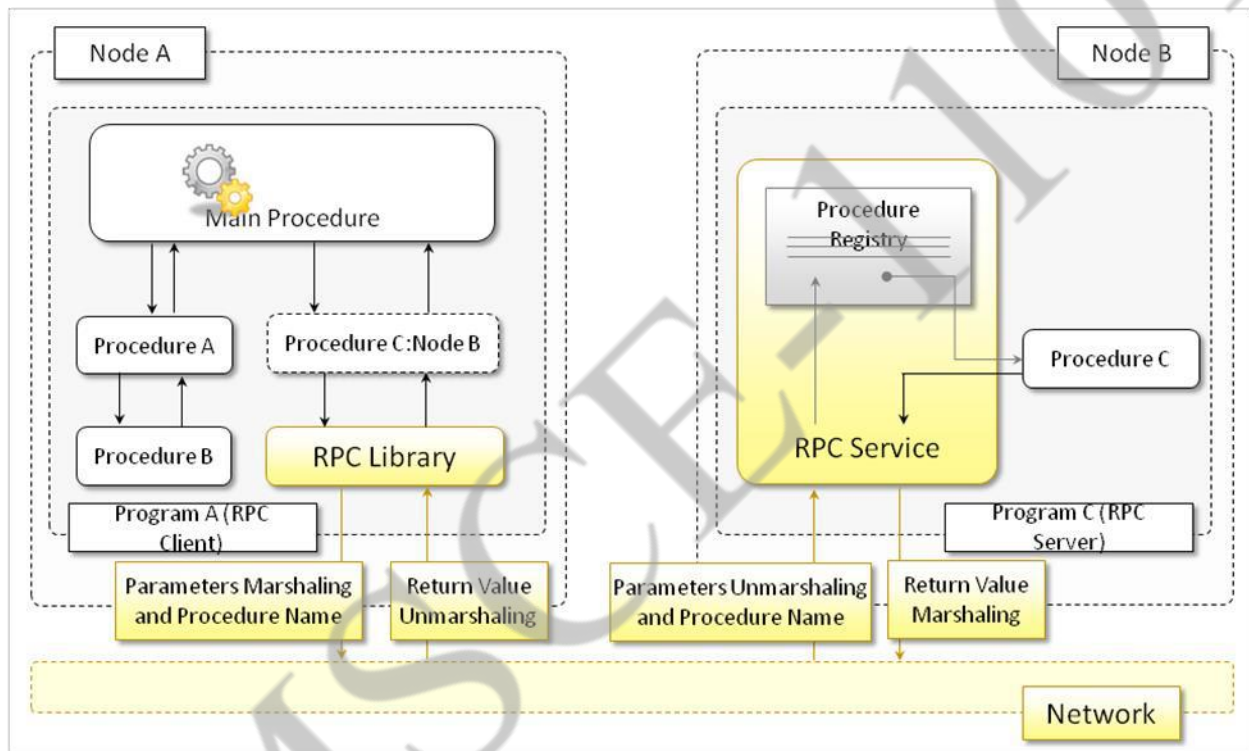 Node A
Node B
Main Procedure
Procedure
Registry
Procedure A
Procedure C:Node B
Procedure C
Procedure B
RPC Library
RPC Service
Program A (RPC
Client)
Program C (RPC
Server)
Parameters Marshaling
and Procedure Name
Return Value
Unmarshaling
Parameters Unmarshaling
and Procedure Name
Return Value
Marshaling
Network
MSCE-110